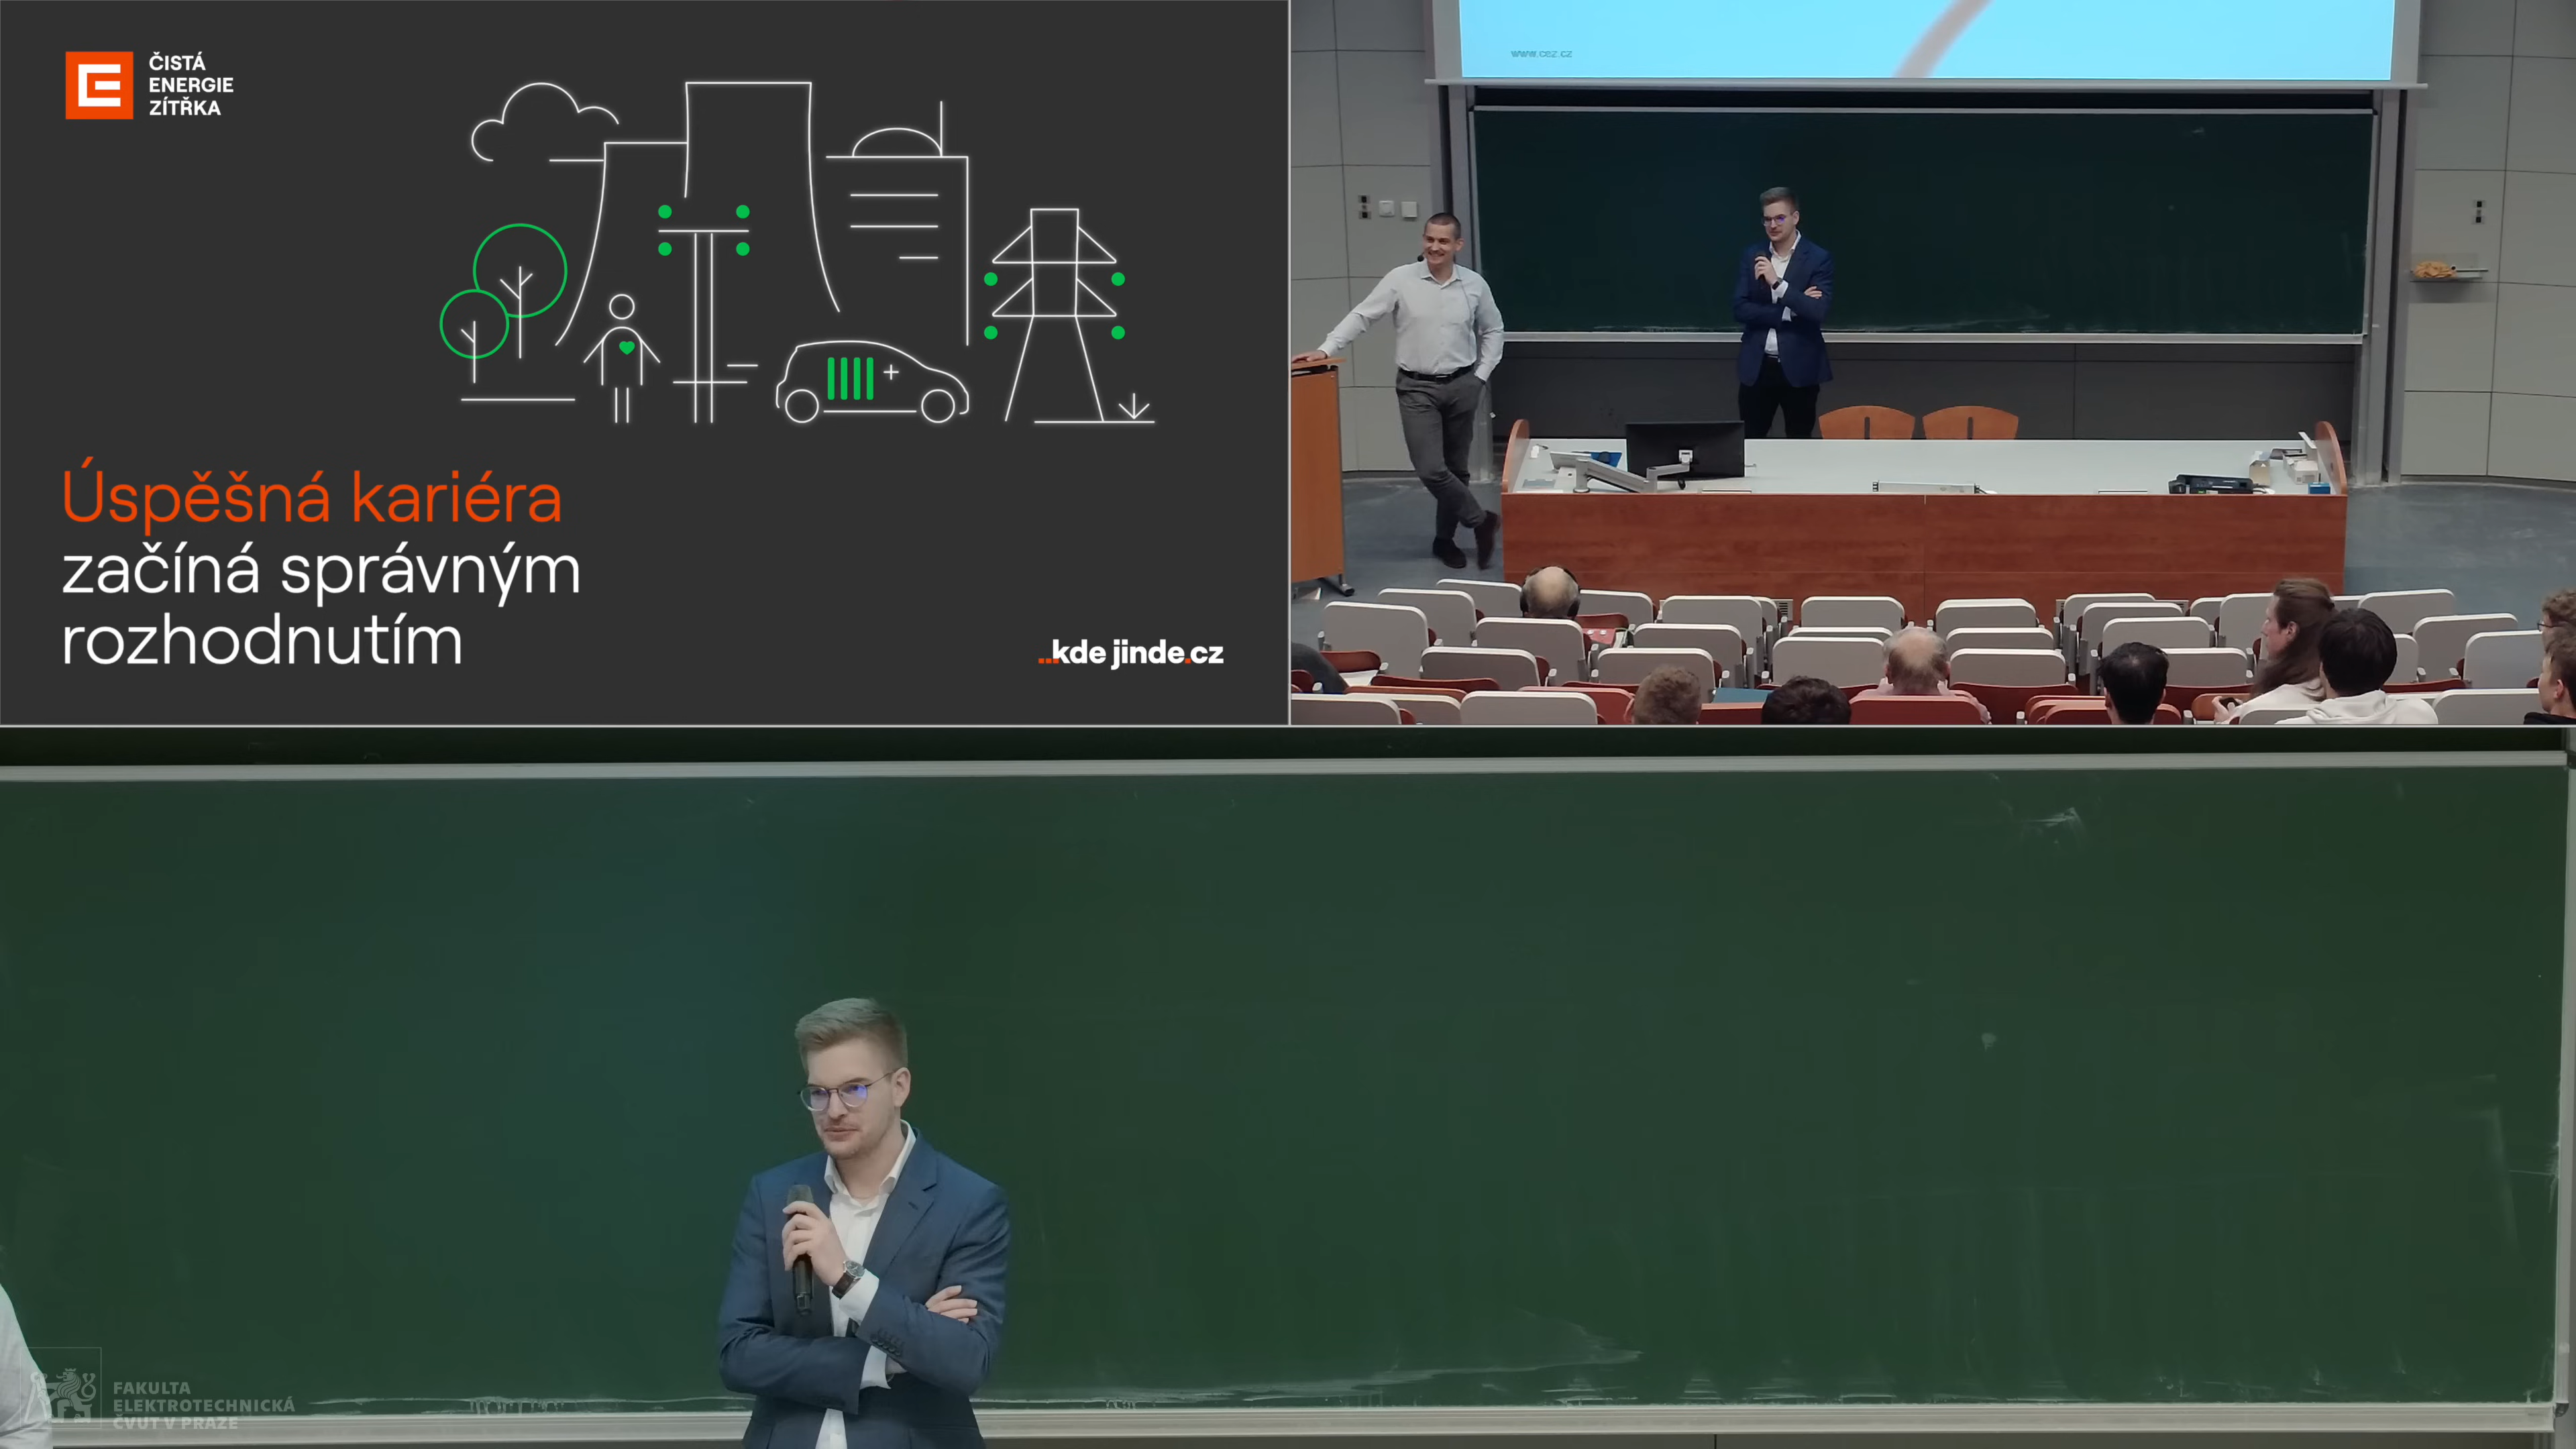 ČISTÁ
ENERGIE
ZÍTŘKA
Úspěšná kariéra
začíná správným
rozhodnutím
..kde jinde.cz
www.cez.cz
FAKULTA
ELEKTROTECHNICKÁ
ČVUT V PRAZE